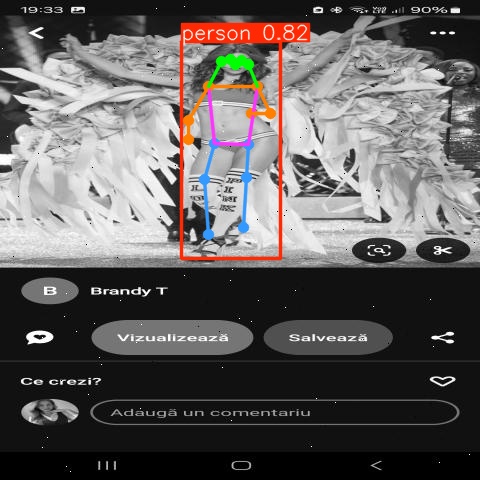 19:33
90%
person 0.82
B
Brandy T
Vizualizează
Salvează
Ce crezi?
Adăugă un comentariu